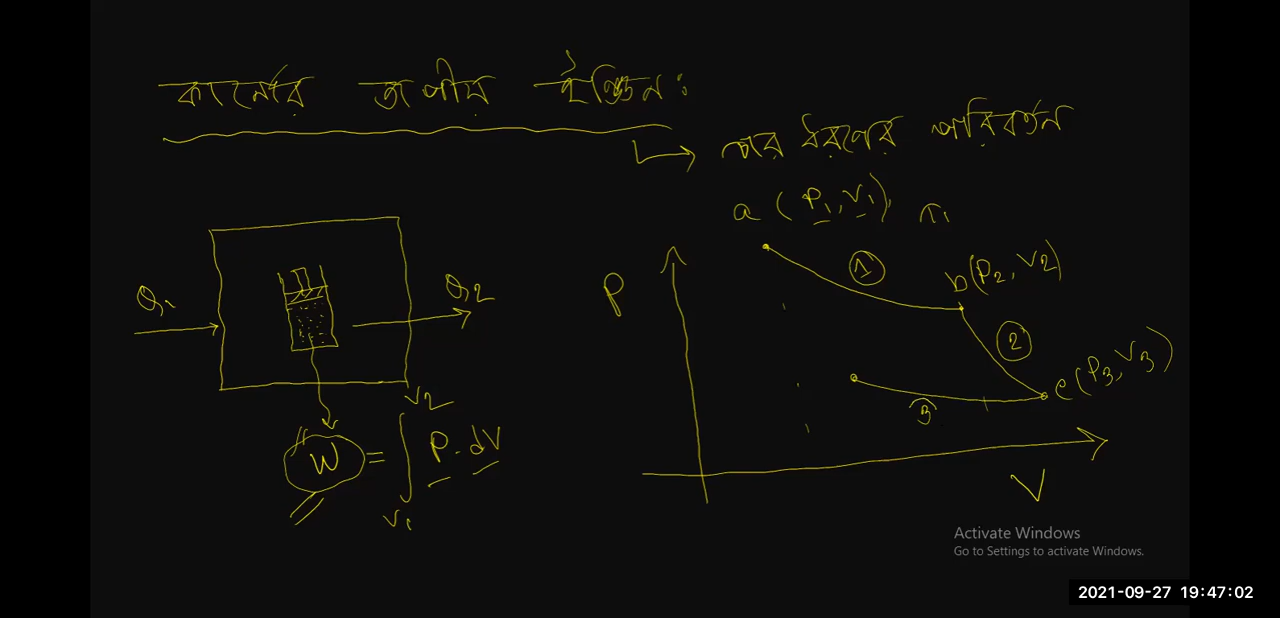 কার্নোর তাপীয় ইঞ্জিন:
চার ধরণের পরিবর্তন
a (P1, V1) T1
P
1
b(P2, V2)
2
c(P3, V3)
3
V
Q1
Q2
W = ∫ P. dV
V2
V1
Activate Windows
Go to Settings to activate Windows.
2021-09-27 19:47:02